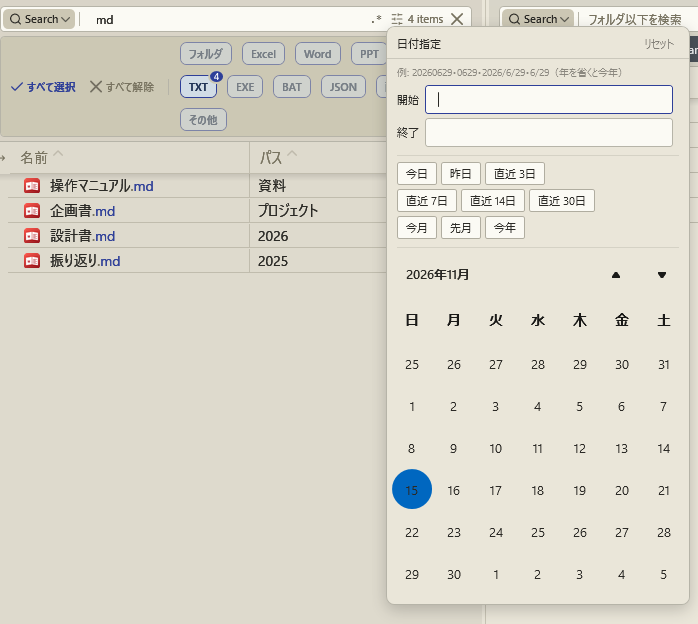 Search md .* 4 items
Search フォルダ以下を検索
すべて選択 すべて解除
フォルダ Excel Word PPT
TXT 4 EXE BAT JSON
その他
名前 パス
操作マニュアル.md 資料
企画書.md プロジェクト
設計書.md 2026
振り返り.md 2025
日付指定 リセット
例: 20260629・0629・2026/6/29・6/29（年を省くと今年）
開始
終了
今日 昨日 直近 3日
直近 7日 直近 14日 直近 30日
今月 先月 今年
2026年11月
日 月 火 水 木 金 土
25 26 27 28 29 30 31
1 2 3 4 5 6 7
8 9 10 11 12 13 14
15 16 17 18 19 20 21
22 23 24 25 26 27 28
29 30 1 2 3 4 5